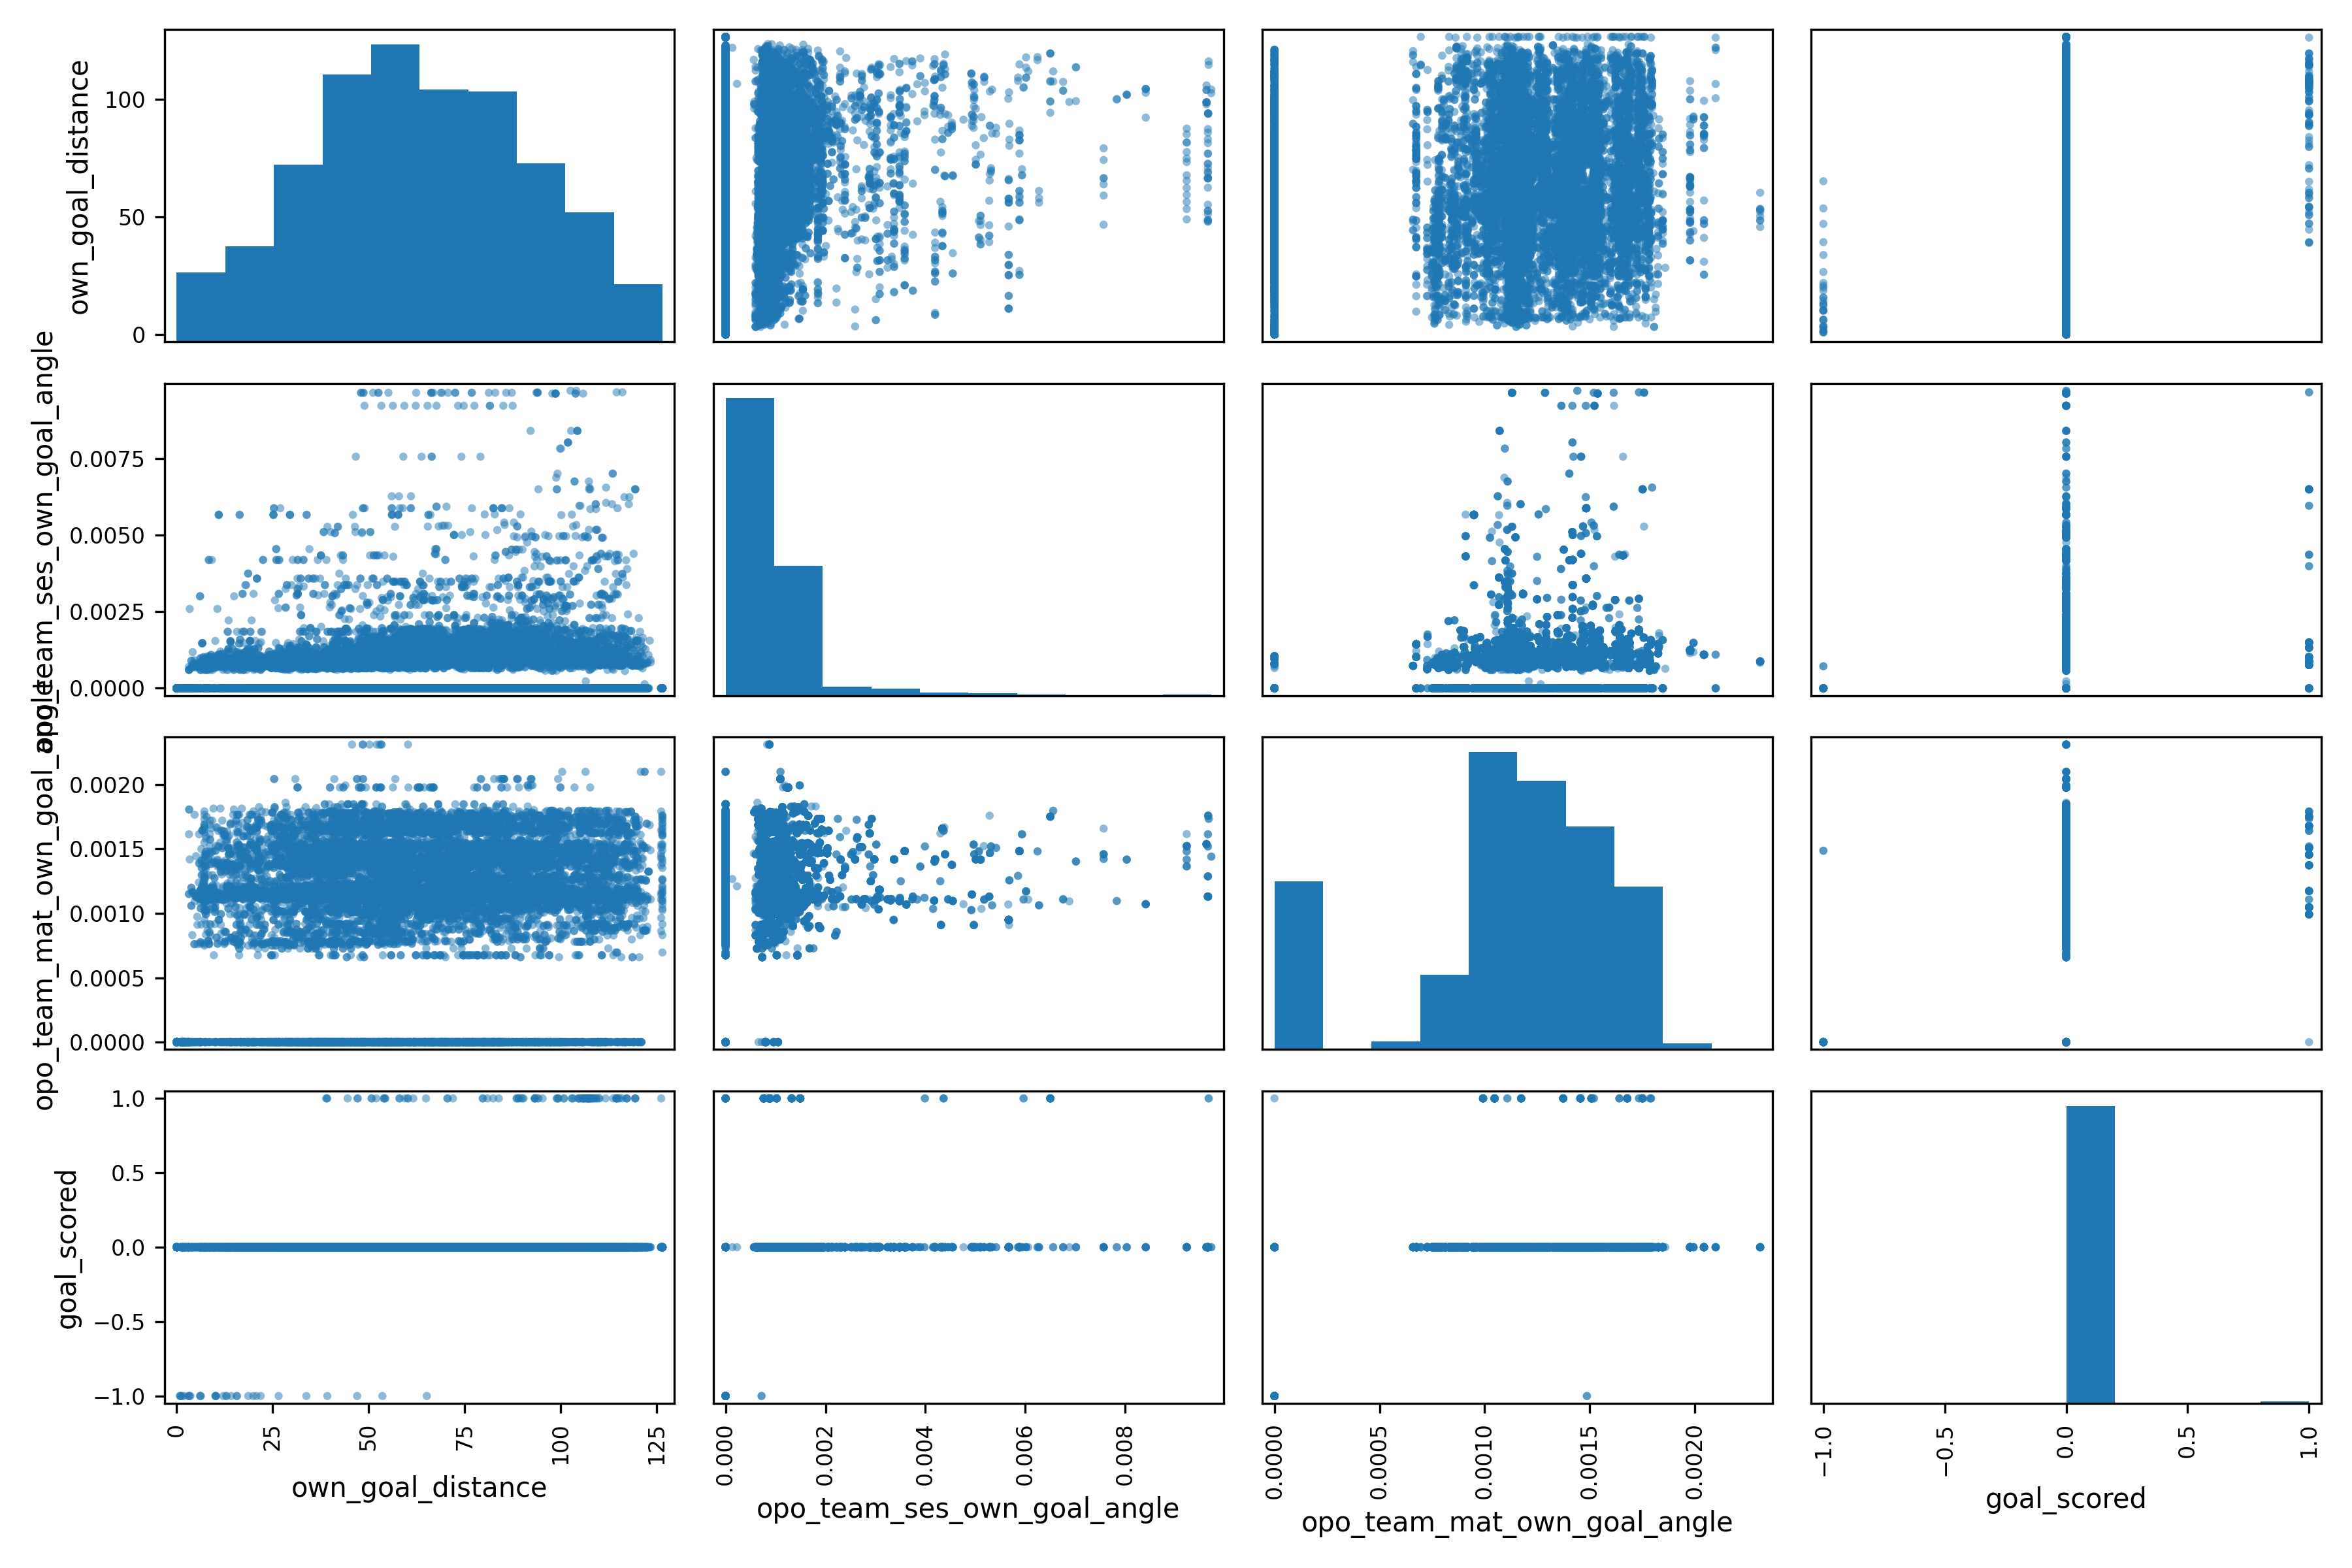 own_goal_distance
100
50
0
opo_team_ses_own_goal_angle
0.0075
0.0050
0.0025
0.0000
opo_team_mat_own_goal_angle
0.0020
0.0015
0.0010
0.0005
0.0000
goal_scored
1.0
0.5
0.0
−0.5
−1.0
0 25 50 75 100 125
own_goal_distance
0.000 0.002 0.004 0.006 0.008
opo_team_ses_own_goal_angle
0.0000 0.0005 0.0010 0.0015 0.0020
opo_team_mat_own_goal_angle
−1.0 −0.5 0.0 0.5 1.0
goal_scored